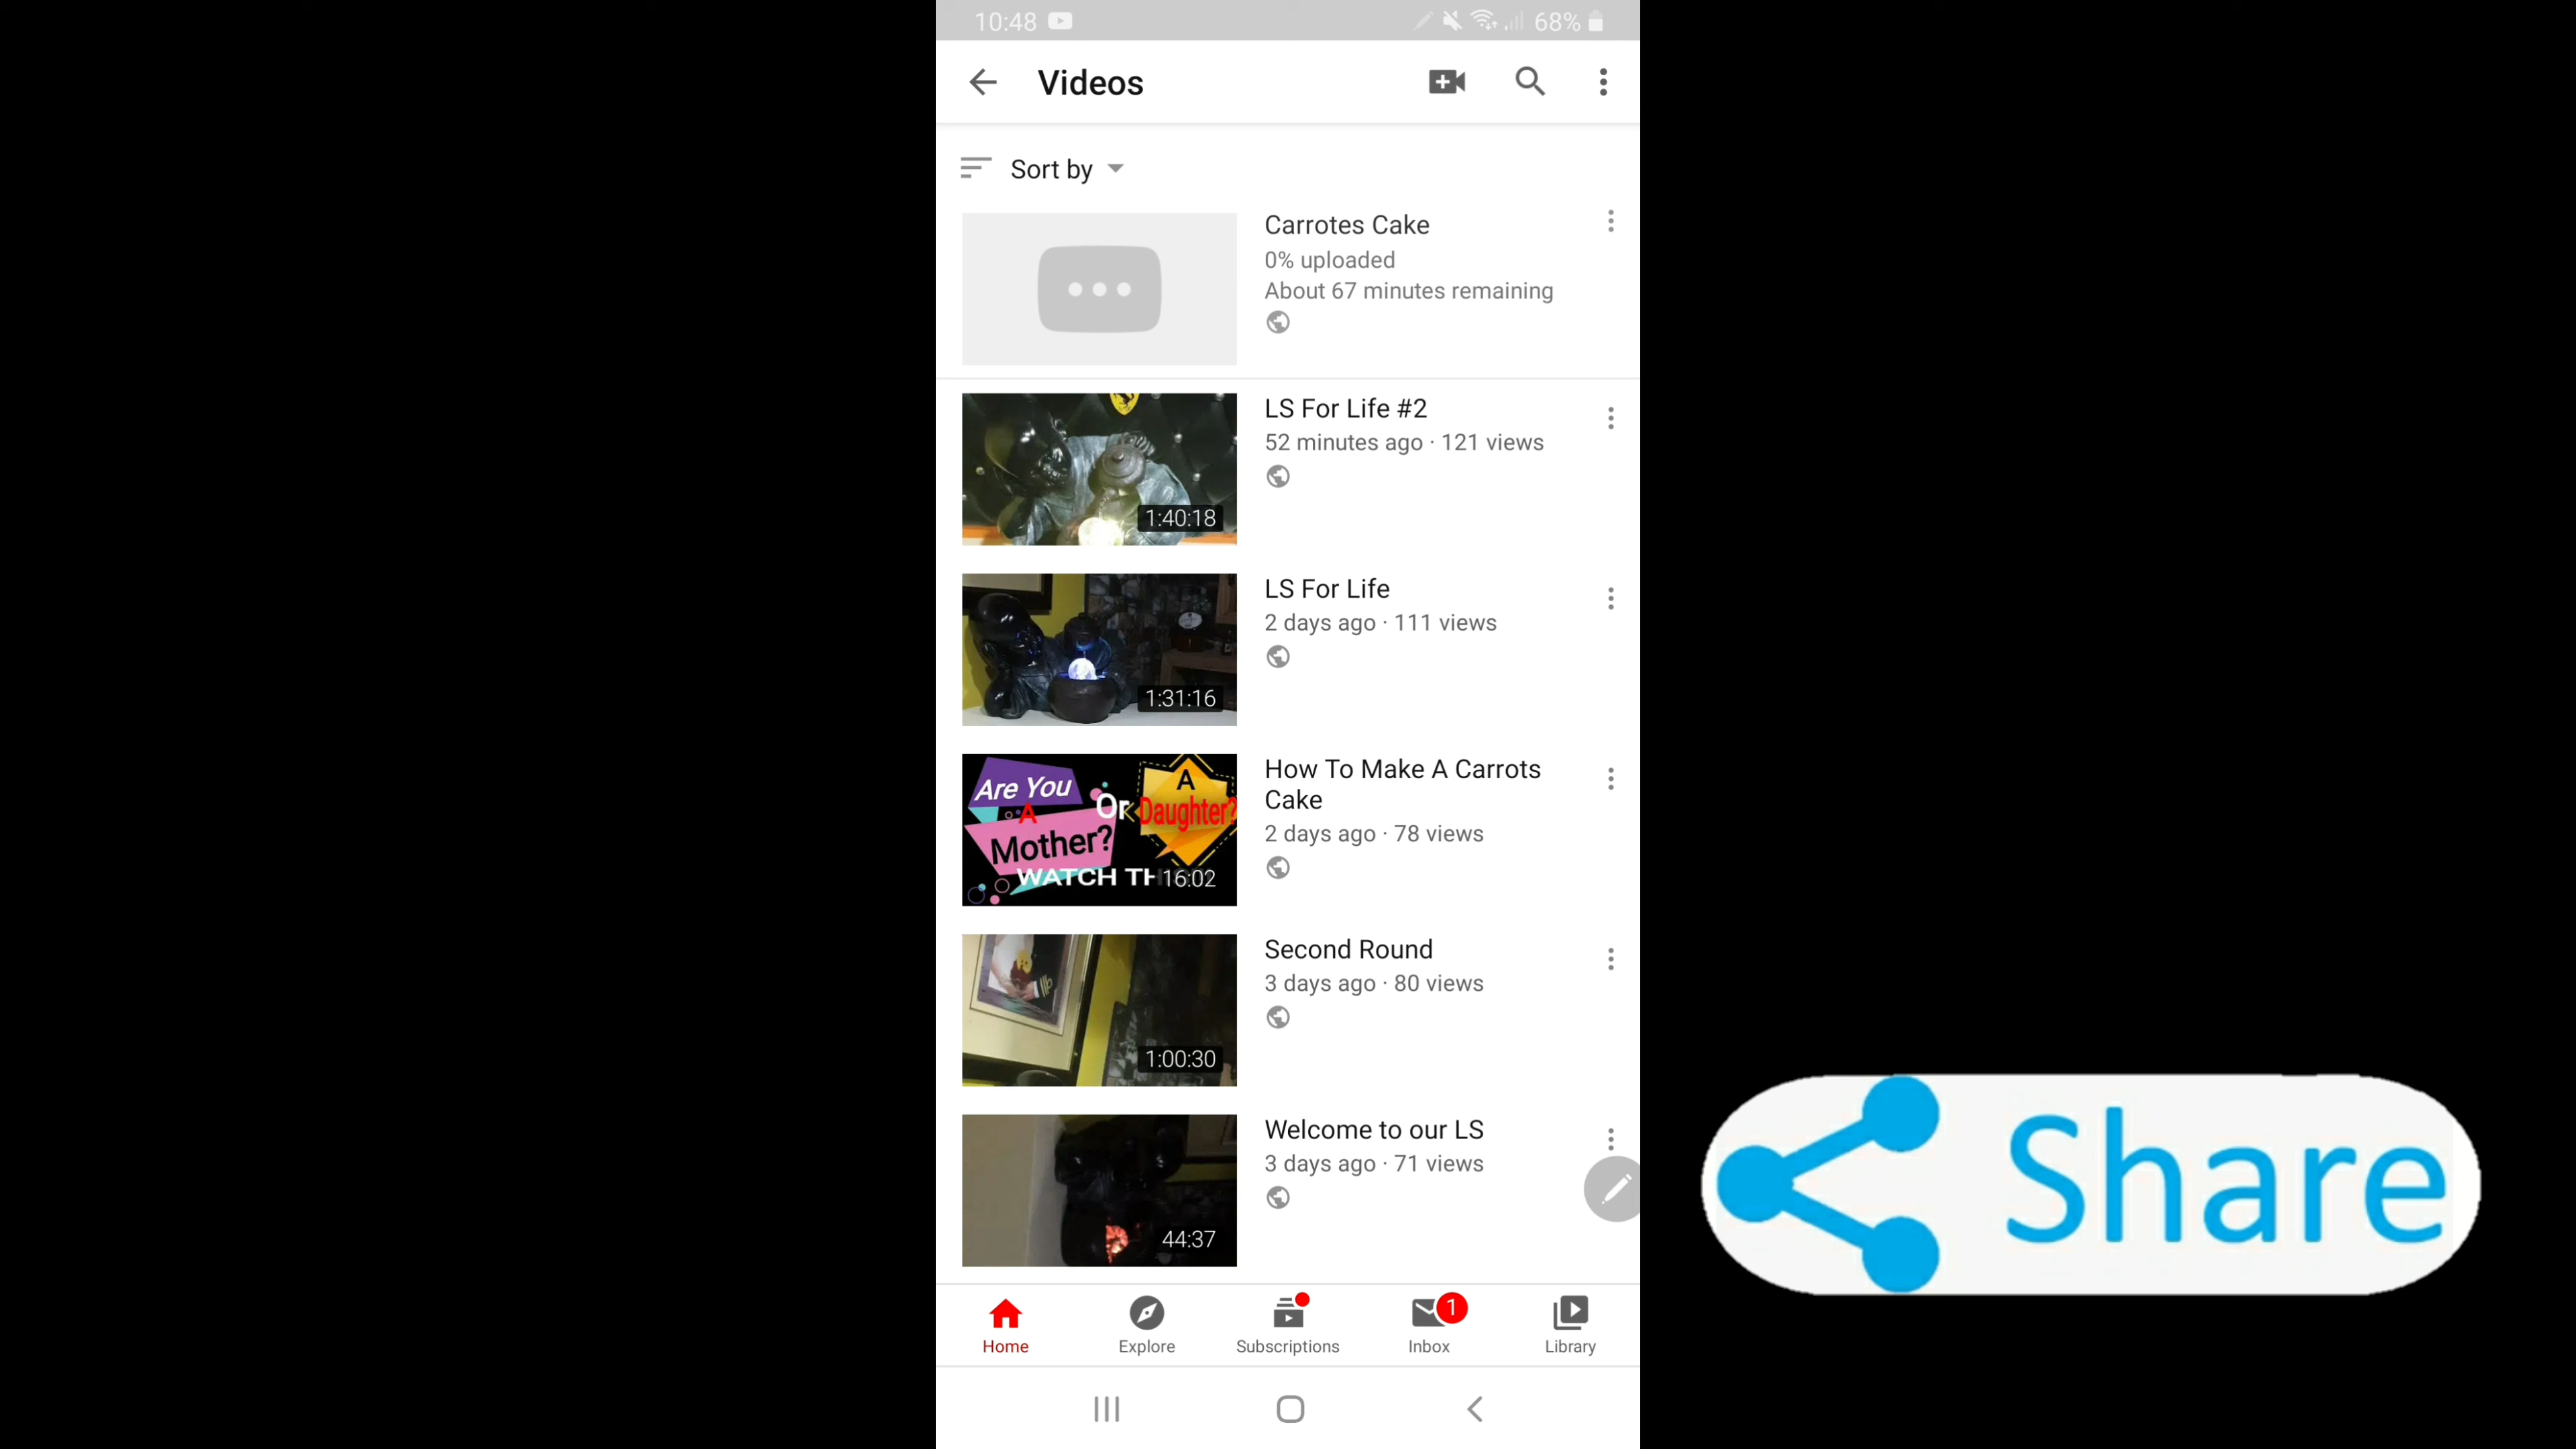 10:48
68%
Videos
Sort by
Carrotes Cake
0% uploaded
About 67 minutes remaining
LS For Life #2
52 minutes ago · 121 views
1:40:18
LS For Life
2 days ago · 111 views
1:31:16
Are You
A
Mother?
Or
A
Daughter?
WATCH TH
16:02
How To Make A Carrots
Cake
2 days ago · 78 views
Second Round
3 days ago · 80 views
1:00:30
Welcome to our LS
3 days ago · 71 views
44:37
Share
Home
Explore
Subscriptions
1
Inbox
Library